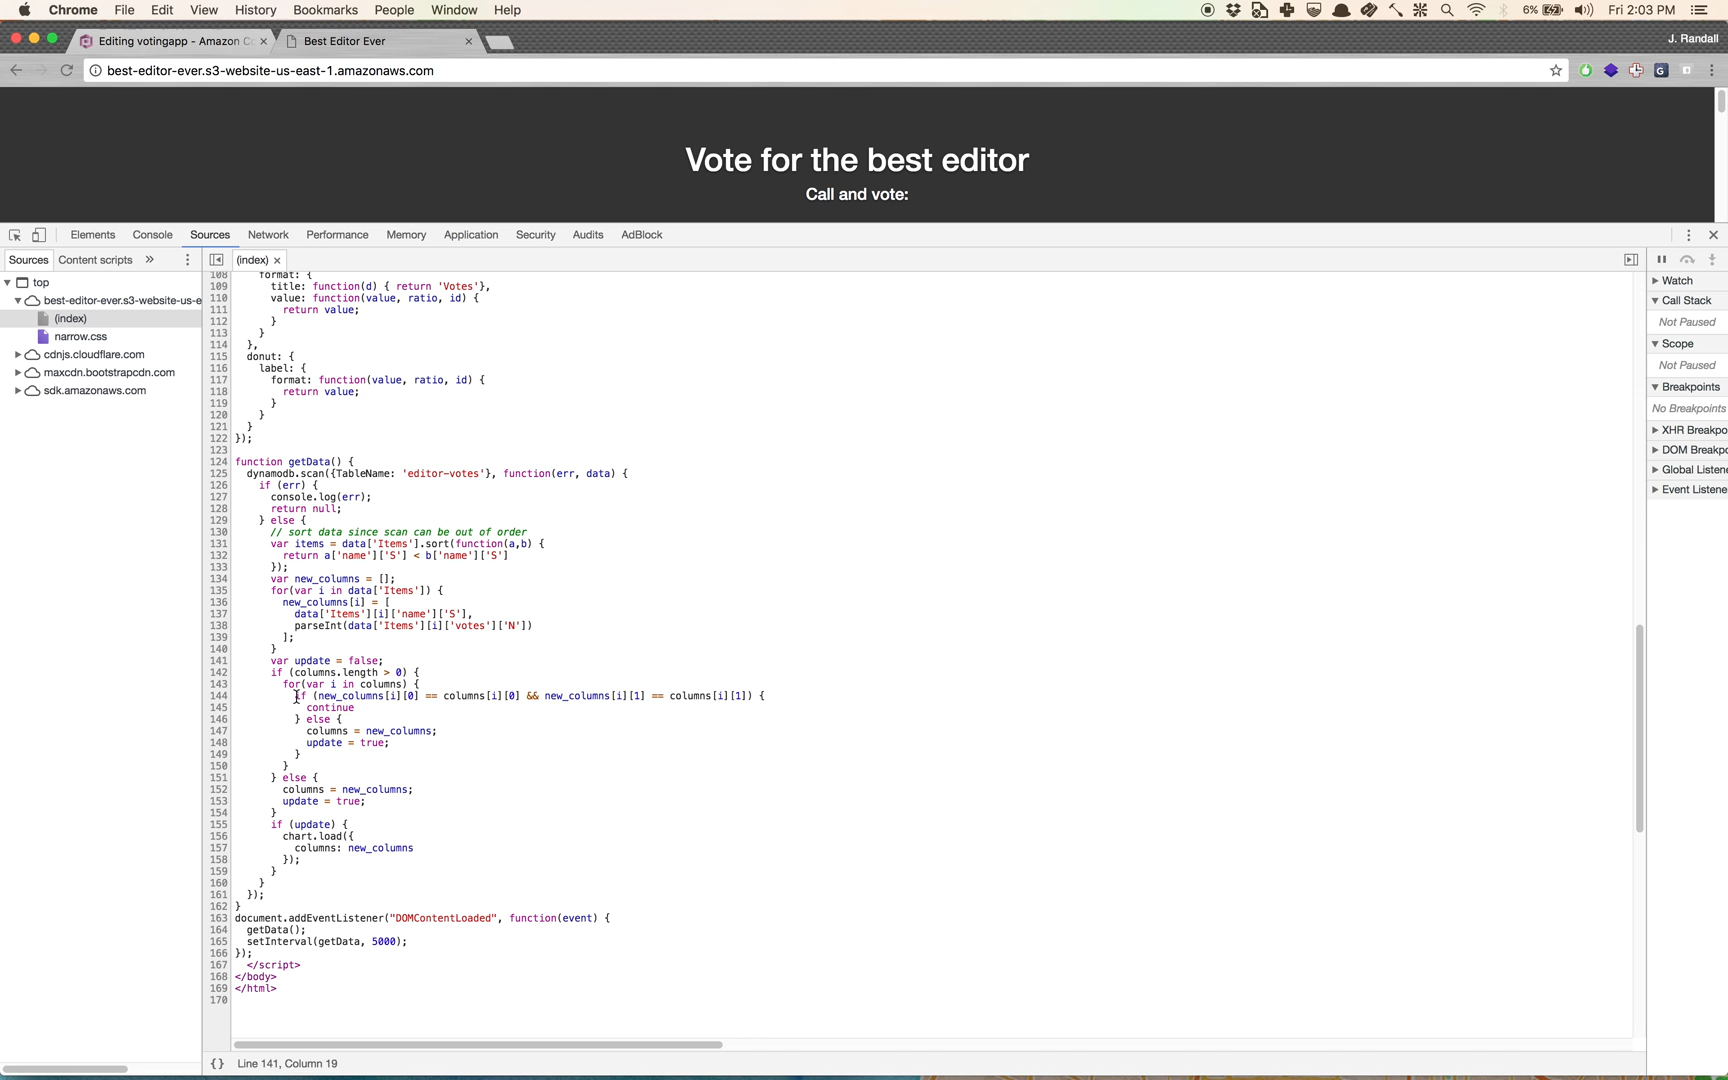 Chrome File Edit View History Bookmarks People Window Help 6% Fri 2:03 PM
Editing votingapp - Amazon C Best Editor Ever J. Randall
best-editor-ever.s3-website-us-east-1.amazonaws.com
Vote for the best editor
Call and vote:
Elements Console Sources Network Performance Memory Application Security Audits AdBlock
Sources Content scripts » (index)
top
best-editor-ever.s3-website-us-e
(index)
narrow.css
cdnjs.cloudflare.com
maxcdn.bootstrapcdn.com
sdk.amazonaws.com
108 format: {
109 title: function(d) { return 'Votes'},
110 value: function(value, ratio, id) {
111 return value;
112 }
113 }
114 },
115 donut: {
116 label: {
117 format: function(value, ratio, id) {
118 return value;
119 }
120 }
121 }
122 });
123
124 function getData() {
125 dynamodb.scan({TableName: 'editor-votes'}, function(err, data) {
126 if (err) {
127 console.log(err);
128 return null;
129 } else {
130 // sort data since scan can be out of order
131 var items = data['Items'].sort(function(a,b) {
132 return a['name']['S'] < b['name']['S']
133 });
134 var new_columns = [];
135 for(var i in data['Items']) {
136 new_columns[i] = [
137 data['Items'][i]['name']['S'],
138 parseInt(data['Items'][i]['votes']['N'])
139 ];
140 }
141 var update = false;
142 if (columns.length > 0) {
143 for(var i in columns) {
144 if (new_columns[i][0] == columns[i][0] && new_columns[i][1] == columns[i][1]) {
145 continue
146 } else {
147 columns = new_columns;
148 update = true;
149 }
150 }
151 } else {
152 columns = new_columns;
153 update = true;
154 }
155 if (update) {
156 chart.load({
157 columns: new_columns
158 });
159 }
160 }
161 });
162 }
163 document.addEventListener("DOMContentLoaded", function(event) {
164 getData();
165 setInterval(getData, 5000);
166 });
167 </script>
168 </body>
169 </html>
170
{} Line 141, Column 19
Watch
Call Stack
Not Paused
Scope
Not Paused
Breakpoints
No Breakpoints
XHR Breakpo
DOM Breakpo
Global Listene
Event Listene